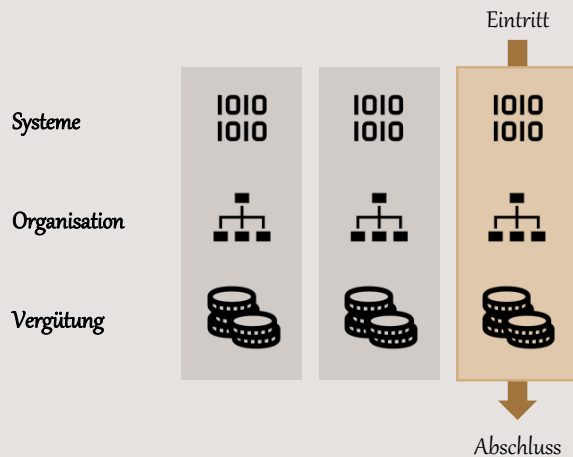 Eintritt
Systeme
1010 1010 1010
1010 1010 1010
Organisation
Vergütung
Abschluss